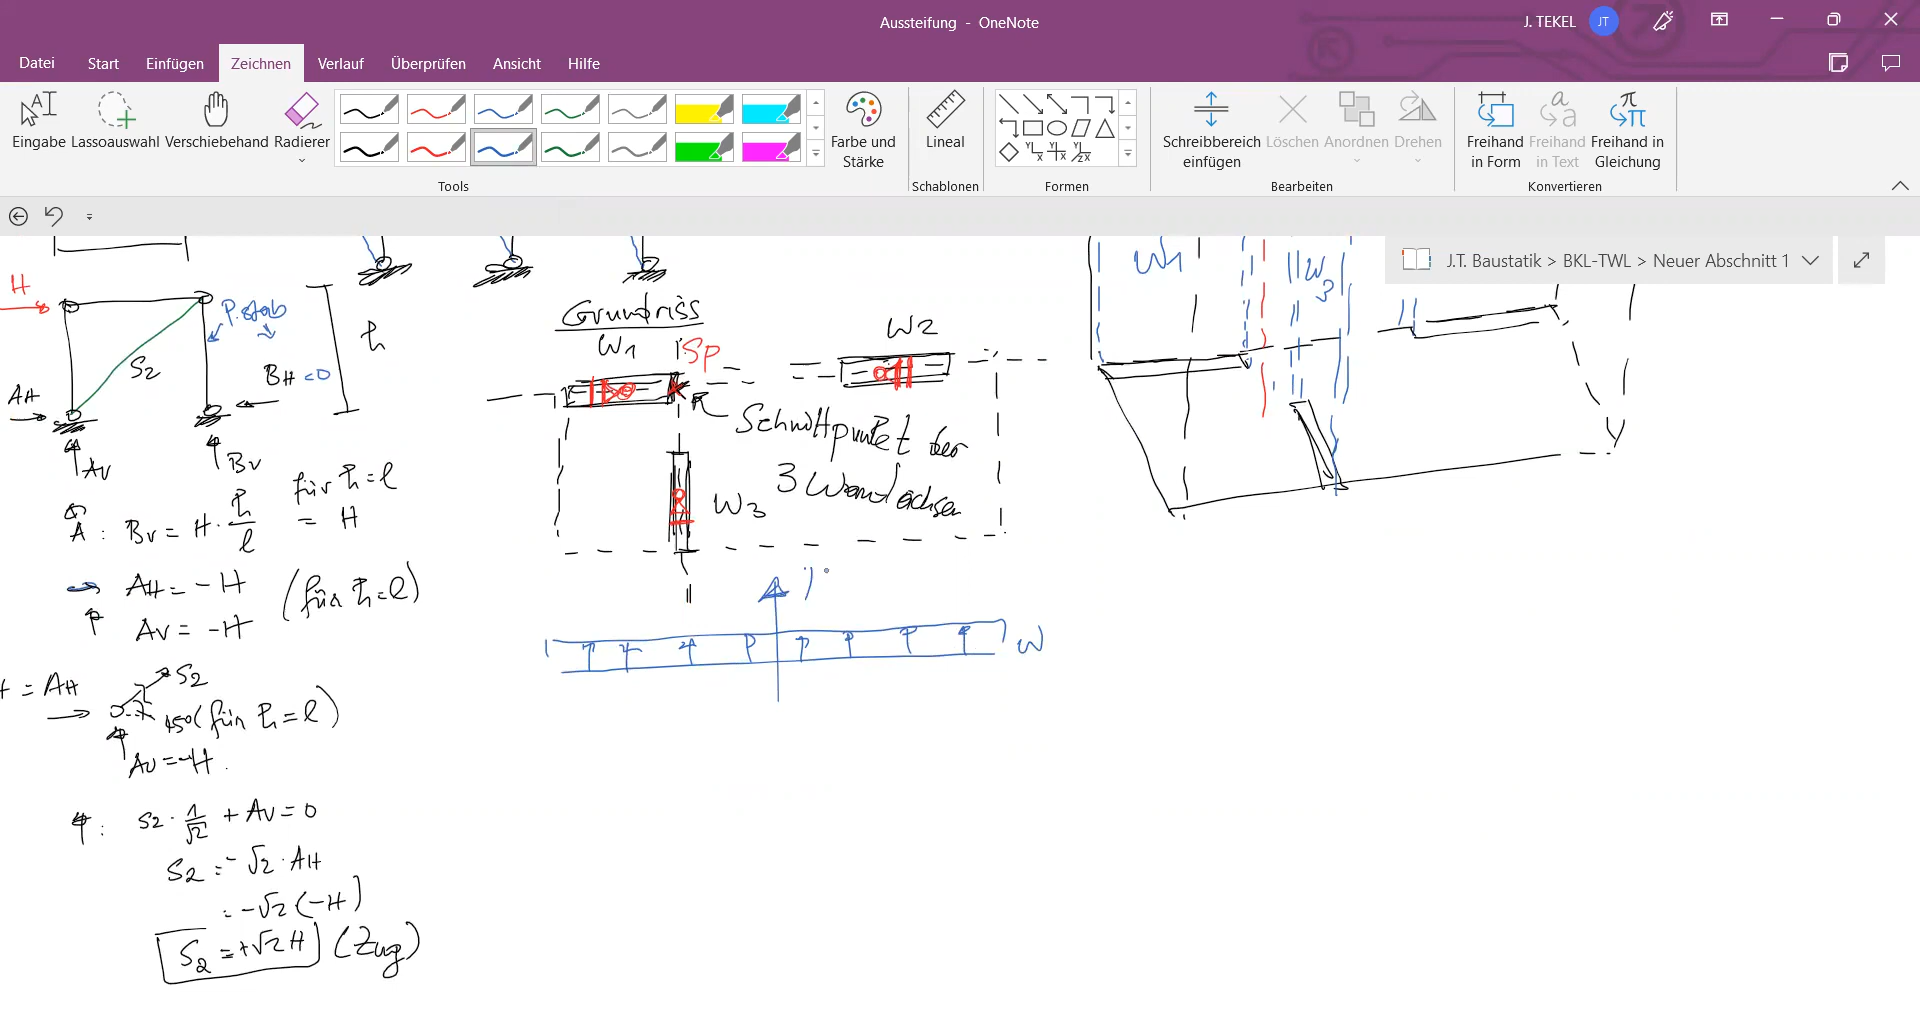 Aussteifung - OneNote
J. TEKEL
JT
Datei
Start
Einfügen
Zeichnen
Verlauf
Überprüfen
Ansicht
Hilfe
Eingabe
Lassoauswahl
Verschiebehand
Radierer
Farbe und
Stärke
Lineal
Schreibbereich
einfügen
Löschen
Anordnen
Drehen
Freihand
in Form
Freihand
in Text
Freihand in
Gleichung
Tools
Schablonen
Formen
Bearbeiten
Konvertieren
J.T. Baustatik > BKL-TWL > Neuer Abschnitt 1
H
P.stab
h
S2
BH =0
AH
Av
Bv
für h=l
A : Bv = H · h/l = H
AH = -H (für h=l)
Av = -H
= AH
S2
45° (für h=l)
Av = -H
S2 · 1/√2 + Av = 0
S2 = -√2 · AH
= -√2 (-H)
S2 = +√2 H (Zug)
Grundriss
W1
Sp
W2
Schnittpunkt der
3 Wandachsen
W3
W
W1
W3